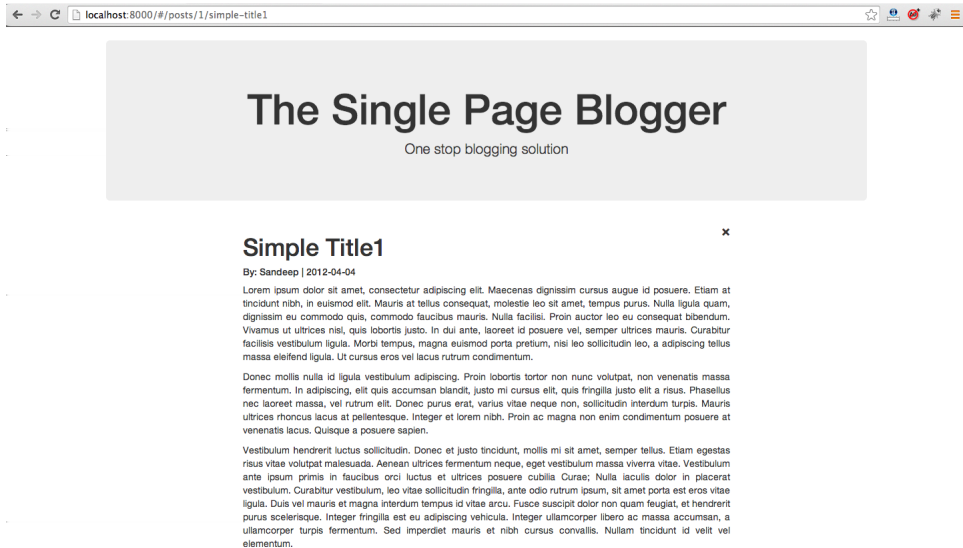 localhost:8000/#/posts/1/simple-title1
The Single Page Blogger
One stop blogging solution
Simple Title1
By: Sandeep | 2012-04-04
Lorem ipsum dolor sit amet, consectetur adipiscing elit. Maecenas dignissim cursus augue id posuere. Etiam at
tincidunt nibh, in euismod elit. Mauris at tellus consequat, molestie leo sit amet, tempus purus. Nulla ligula quam,
dignissim eu commodo quis, commodo faucibus mauris. Nulla facilisi. Proin auctor leo eu consequat bibendum.
Vivamus ut ultrices nisl, quis lobortis justo. In dui ante, laoreet id posuere vel, semper ultrices mauris. Curabitur
facilisis vestibulum ligula. Morbi tempus, magna euismod porta pretium, nisi leo sollicitudin leo, a adipiscing tellus
massa eleifend ligula. Ut cursus eros vel lacus rutrum condimentum.
Donec mollis nulla id ligula vestibulum adipiscing. Proin lobortis tortor non nunc volutpat, non venenatis massa
fermentum. In adipiscing, elit quis accumsan blandit, justo mi cursus elit, quis fringilla justo elit a risus. Phasellus
nec laoreet massa, vel rutrum elit. Donec purus erat, varius vitae neque non, sollicitudin interdum turpis. Mauris
ultrices rhoncus lacus at pellentesque. Integer et lorem nibh. Proin ac magna non enim condimentum posuere at
venenatis lacus. Quisque a posuere sapien.
Vestibulum hendrerit luctus sollicitudin. Donec et justo tincidunt, mollis mi sit amet, semper tellus. Etiam egestas
risus vitae volutpat malesuada. Aenean ultrices fermentum neque, eget vestibulum massa viverra vitae. Vestibulum
ante ipsum primis in faucibus orci luctus et ultrices posuere cubilia Curae; Nulla iaculis dolor in placerat
vestibulum. Curabitur vestibulum, leo vitae sollicitudin fringilla, ante odio rutrum ipsum, sit amet porta est eros vitae
ligula. Duis vel mauris et magna interdum tempus id vitae arcu. Fusce suscipit dolor non quam feugiat, et hendrerit
purus scelerisque. Integer fringilla est eu adipiscing vehicula. Integer ullamcorper libero ac massa accumsan, a
ullamcorper turpis fermentum. Sed imperdiet mauris et nibh cursus convallis. Nullam tincidunt id velit vel
elementum.